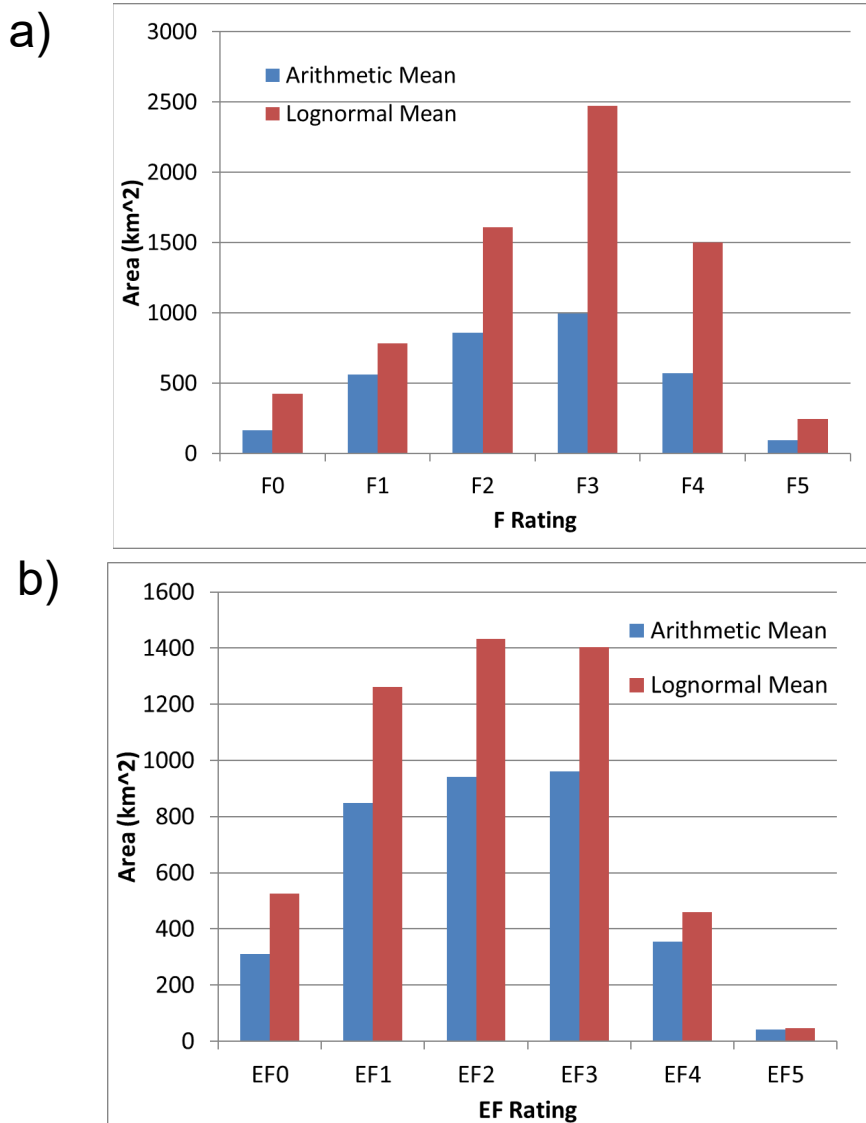 a)
3000
2500
2000
1500
1000
500
0
Area (km^2)
Arithmetic Mean
Lognormal Mean
F0 F1 F2 F3 F4 F5
F Rating
b)
1600
1400
1200
1000
800
600
400
200
0
Area (km^2)
Arithmetic Mean
Lognormal Mean
EF0 EF1 EF2 EF3 EF4 EF5
EF Rating